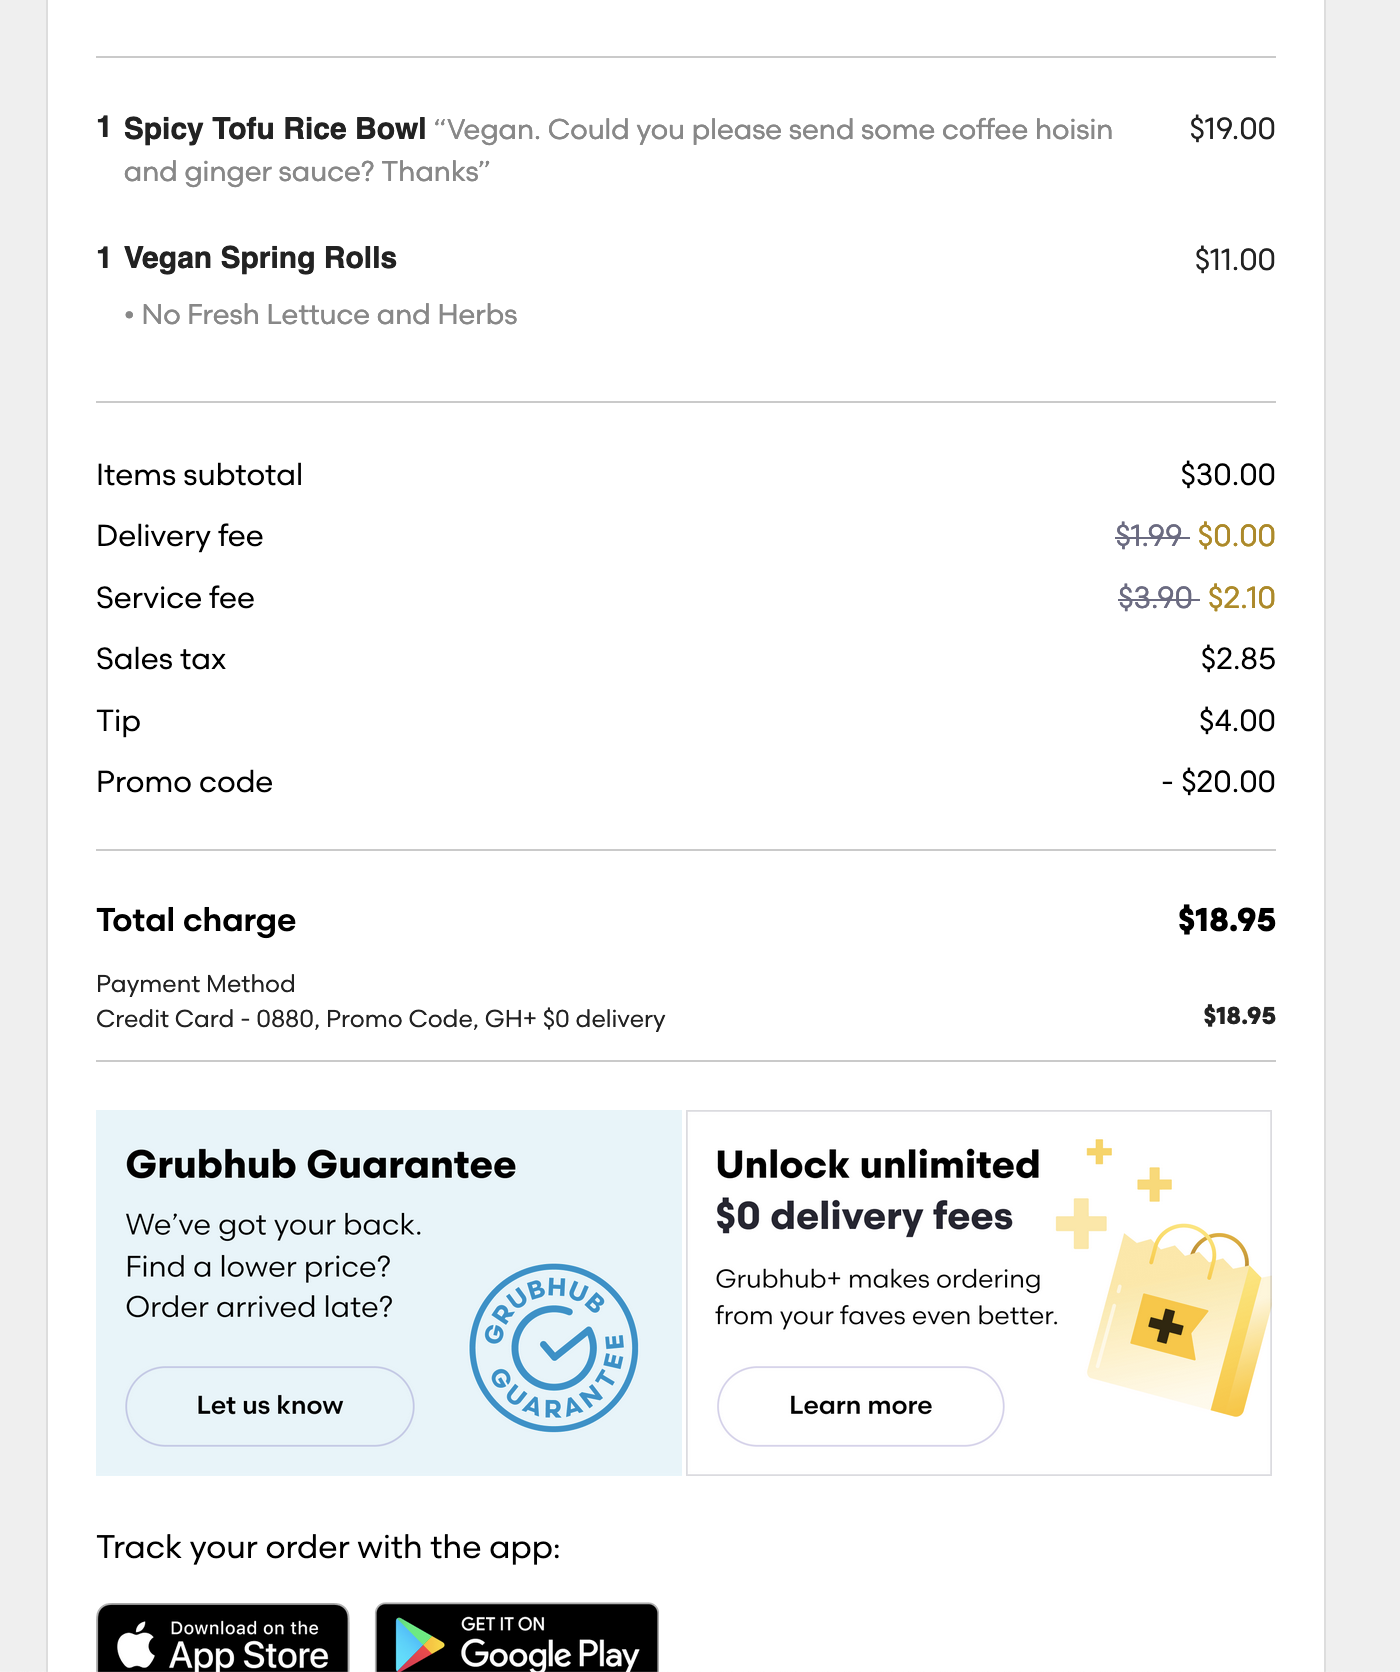 1 Spicy Tofu Rice Bowl “Vegan. Could you please send some coffee hoisin $19.00
and ginger sauce? Thanks”
1 Vegan Spring Rolls $11.00
• No Fresh Lettuce and Herbs
Items subtotal $30.00
Delivery fee $1.99 $0.00
Service fee $3.90 $2.10
Sales tax $2.85
Tip $4.00
Promo code - $20.00
Total charge $18.95
Payment Method
Credit Card - 0880, Promo Code, GH+ $0 delivery $18.95
Grubhub Guarantee
We’ve got your back.
Find a lower price?
Order arrived late?
Let us know
GRUBHUB
GUARANTEE
Unlock unlimited
$0 delivery fees
Grubhub+ makes ordering
from your faves even better.
Learn more
Track your order with the app:
Download on the
App Store
GET IT ON
Google Play